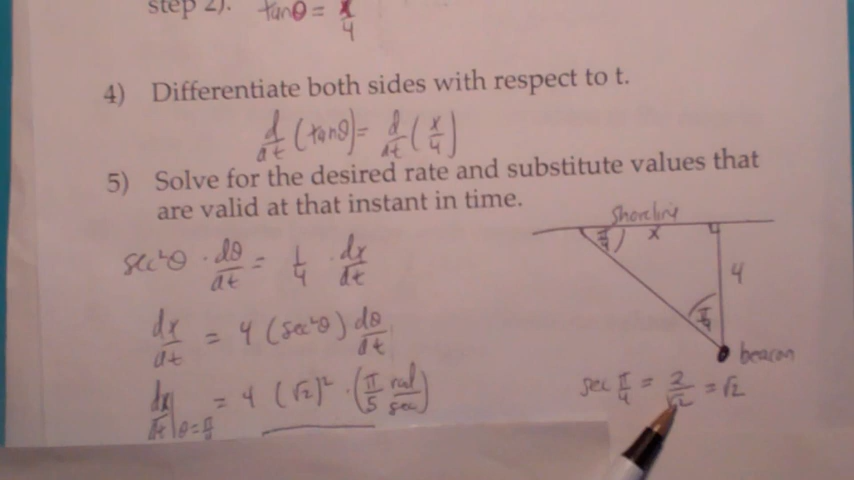 step 2). tanθ = x/4
4) Differentiate both sides with respect to t.
d/dt (tanθ) = d/dt (x/4)
5) Solve for the desired rate and substitute values that
are valid at that instant in time.
sec²θ · dθ/dt = 1/4 · dx/dt
dx/dt = 4 (sec²θ) dθ/dt
dx/dt | θ=π/4 = 4 (√2)² · (π/5 rad/sec)
shoreline
π/4 x
4
π/4
beacon
sec π/4 = 2/√2 = √2